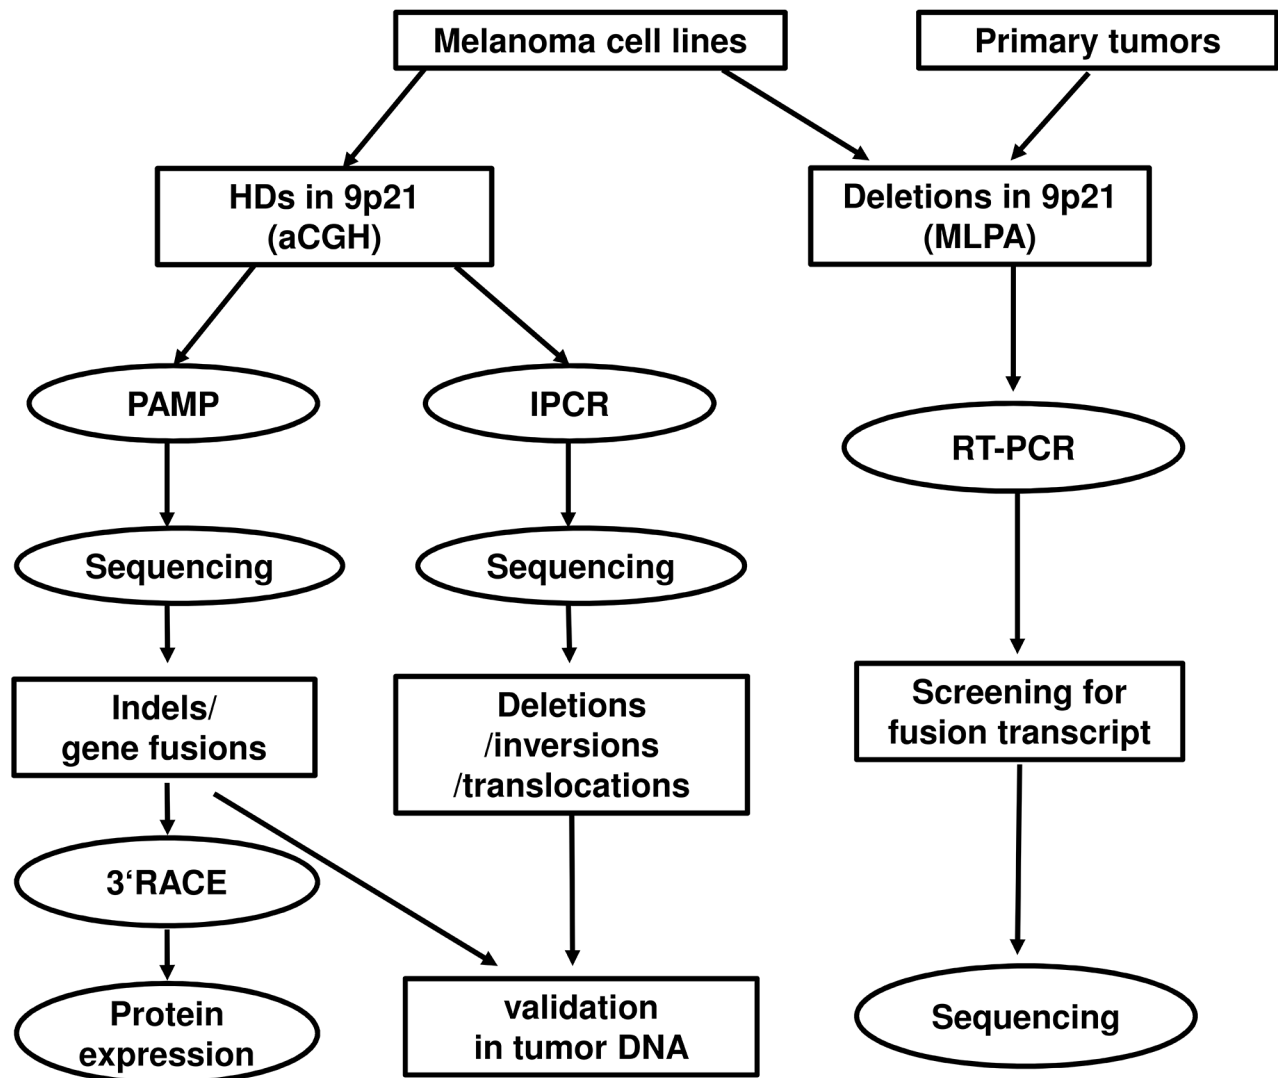 Melanoma cell lines
Primary tumors
HDs in 9p21
(aCGH)
Deletions in 9p21
(MLPA)
PAMP
IPCR
RT-PCR
Sequencing
Sequencing
Indels/
gene fusions
Deletions
/inversions
/translocations
Screening for
fusion transcript
3‘RACE
Protein
expression
validation
in tumor DNA
Sequencing